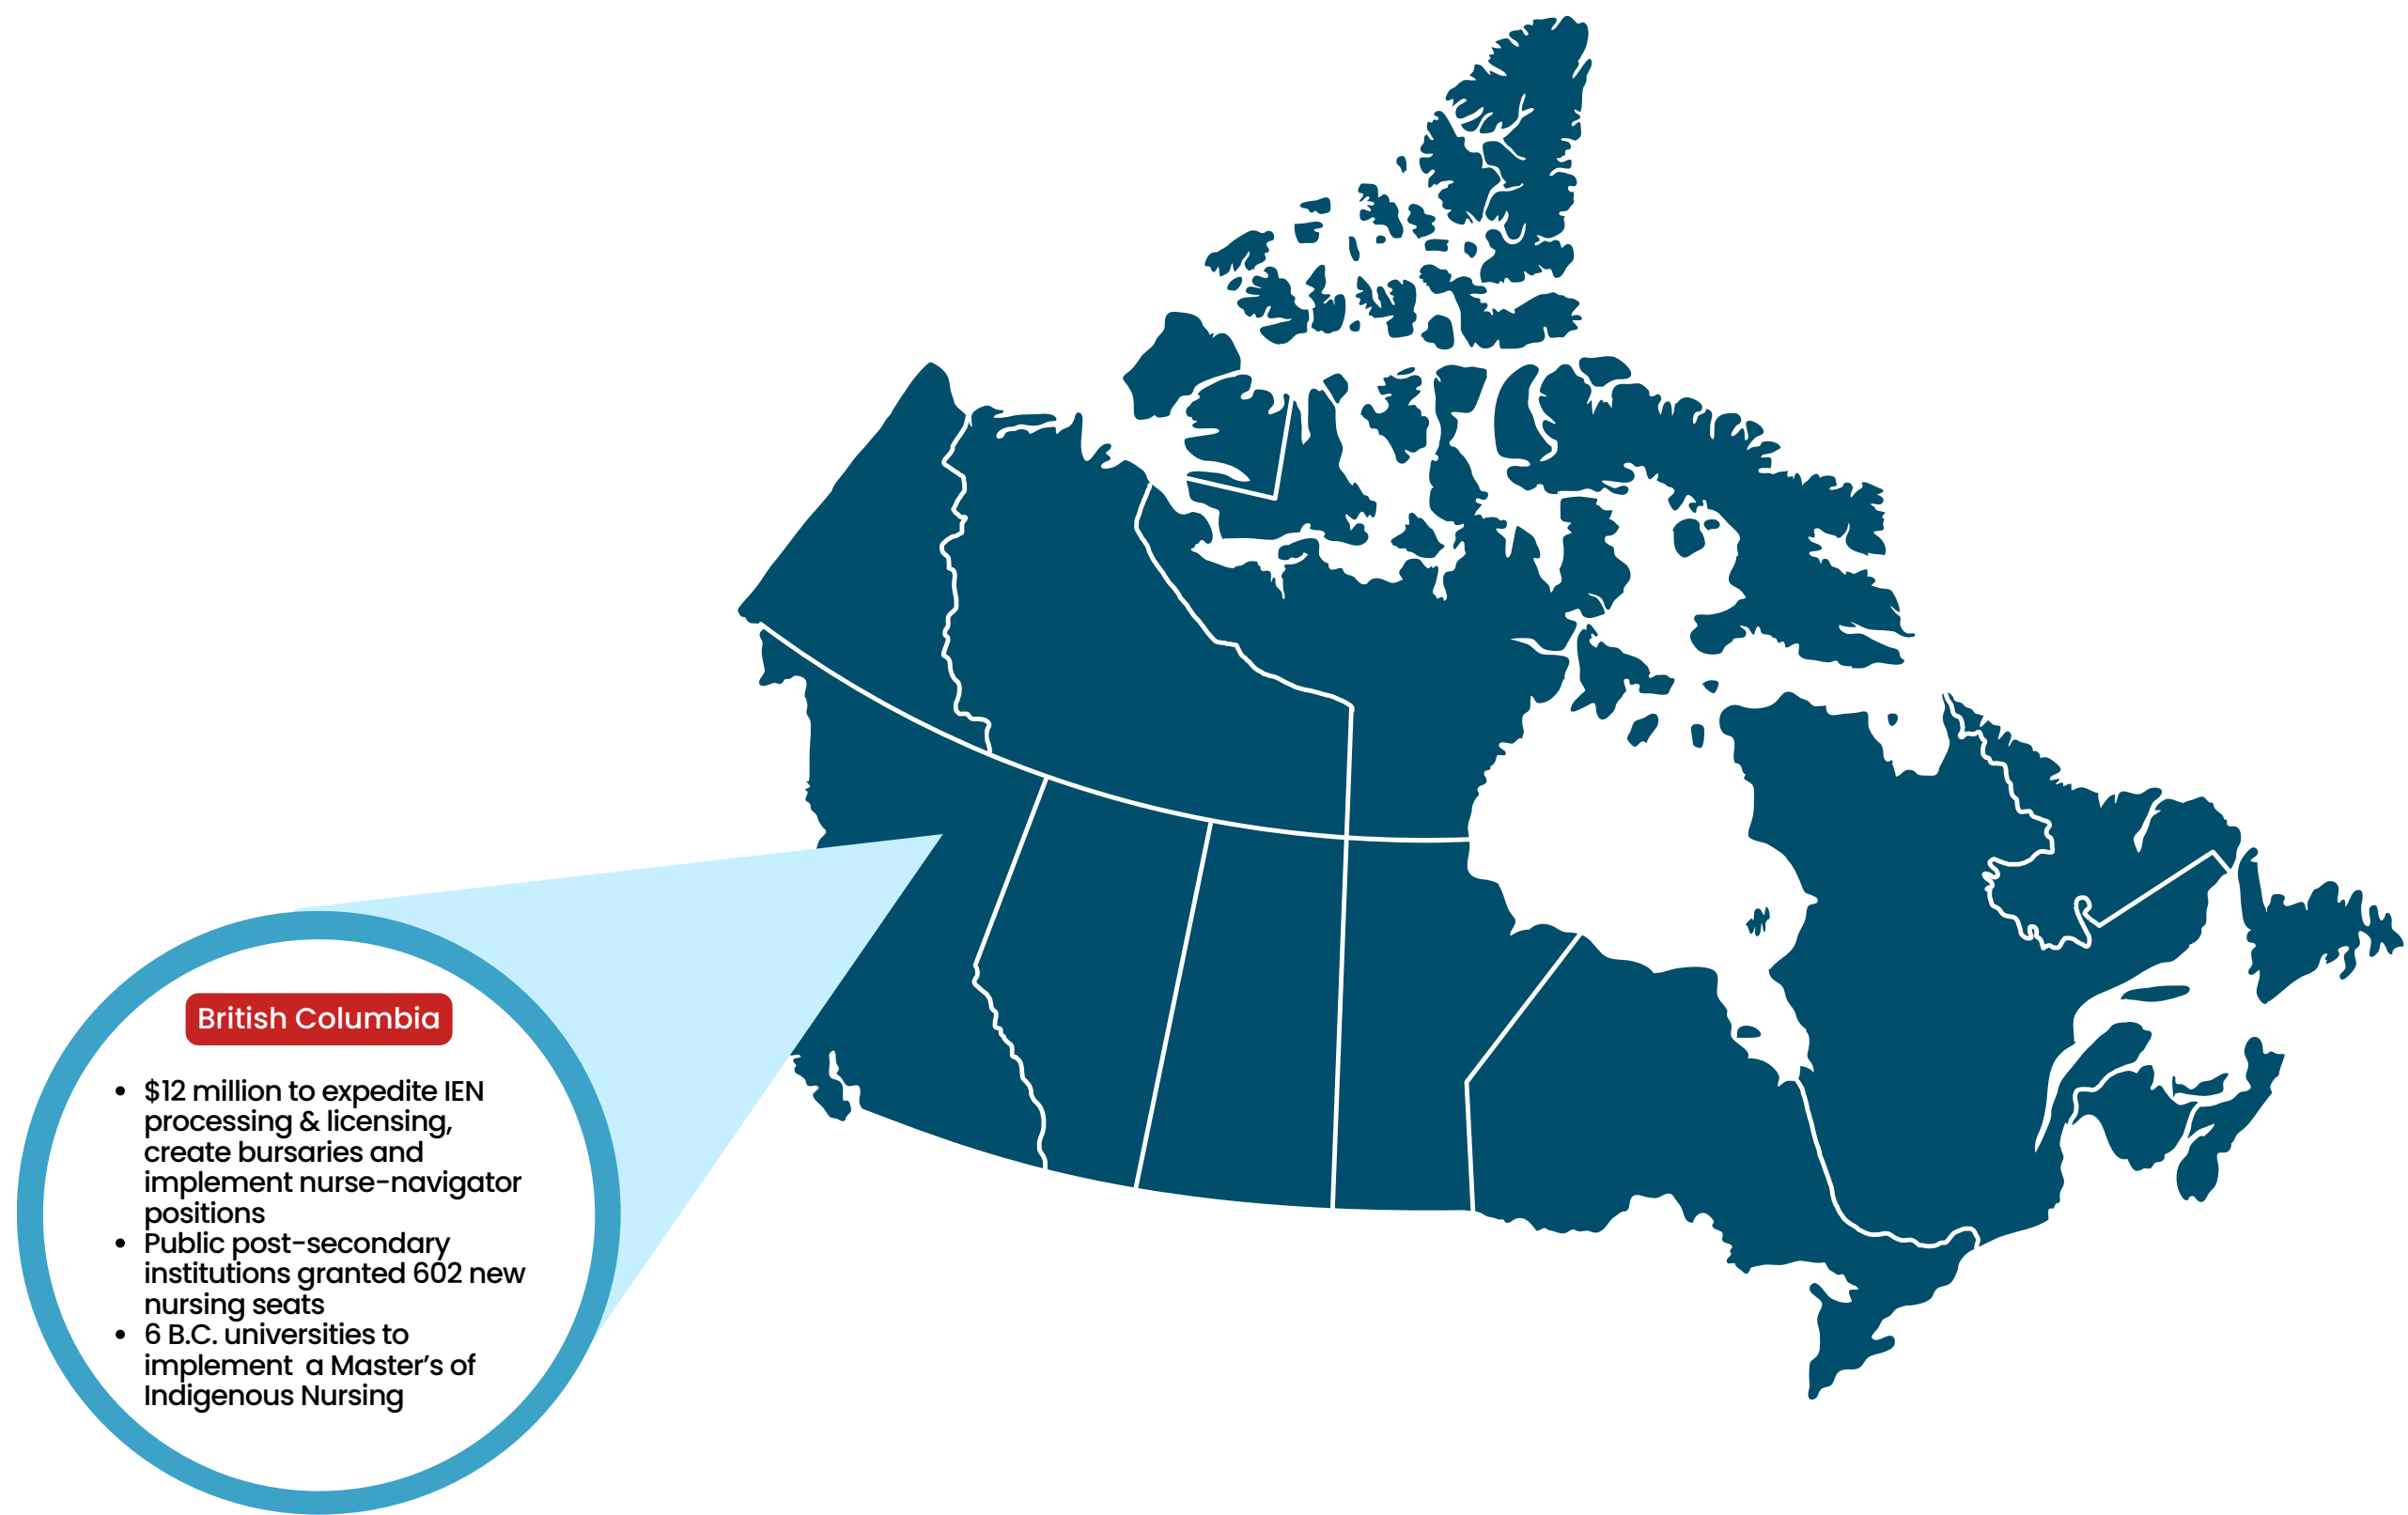 British Columbia
• $12 million to expedite IEN
processing & licensing,
create bursaries and
implement nurse-navigator
positions
• Public post-secondary
institutions granted 602 new
nursing seats
• 6 B.C. universities to
implement  a Master's of
Indigenous Nursing